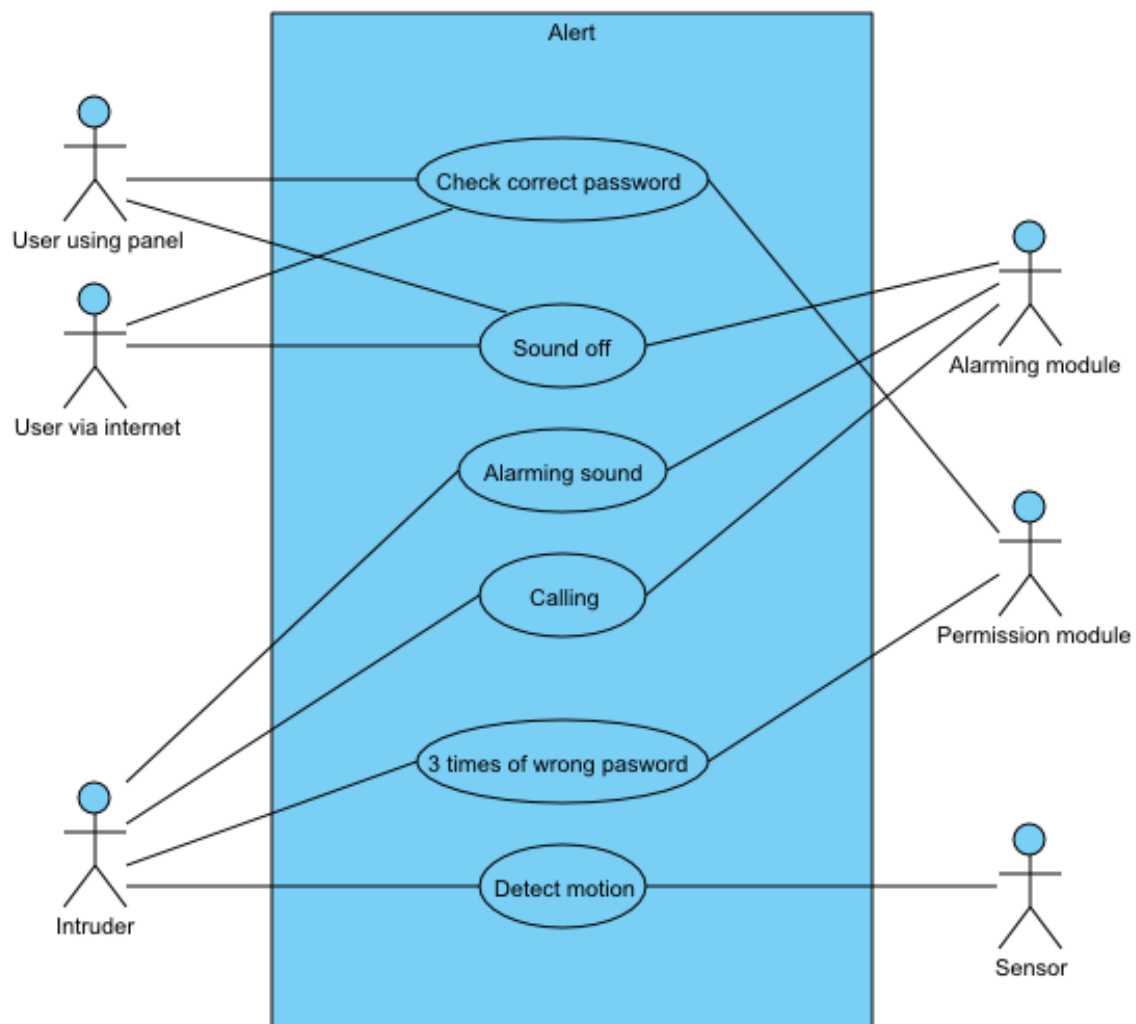 Alert
Check correct password
User using panel
Sound off
Alarming module
User via internet
Alarming sound
Calling
Permission module
3 times of wrong pasword
Detect motion
Intruder
Sensor